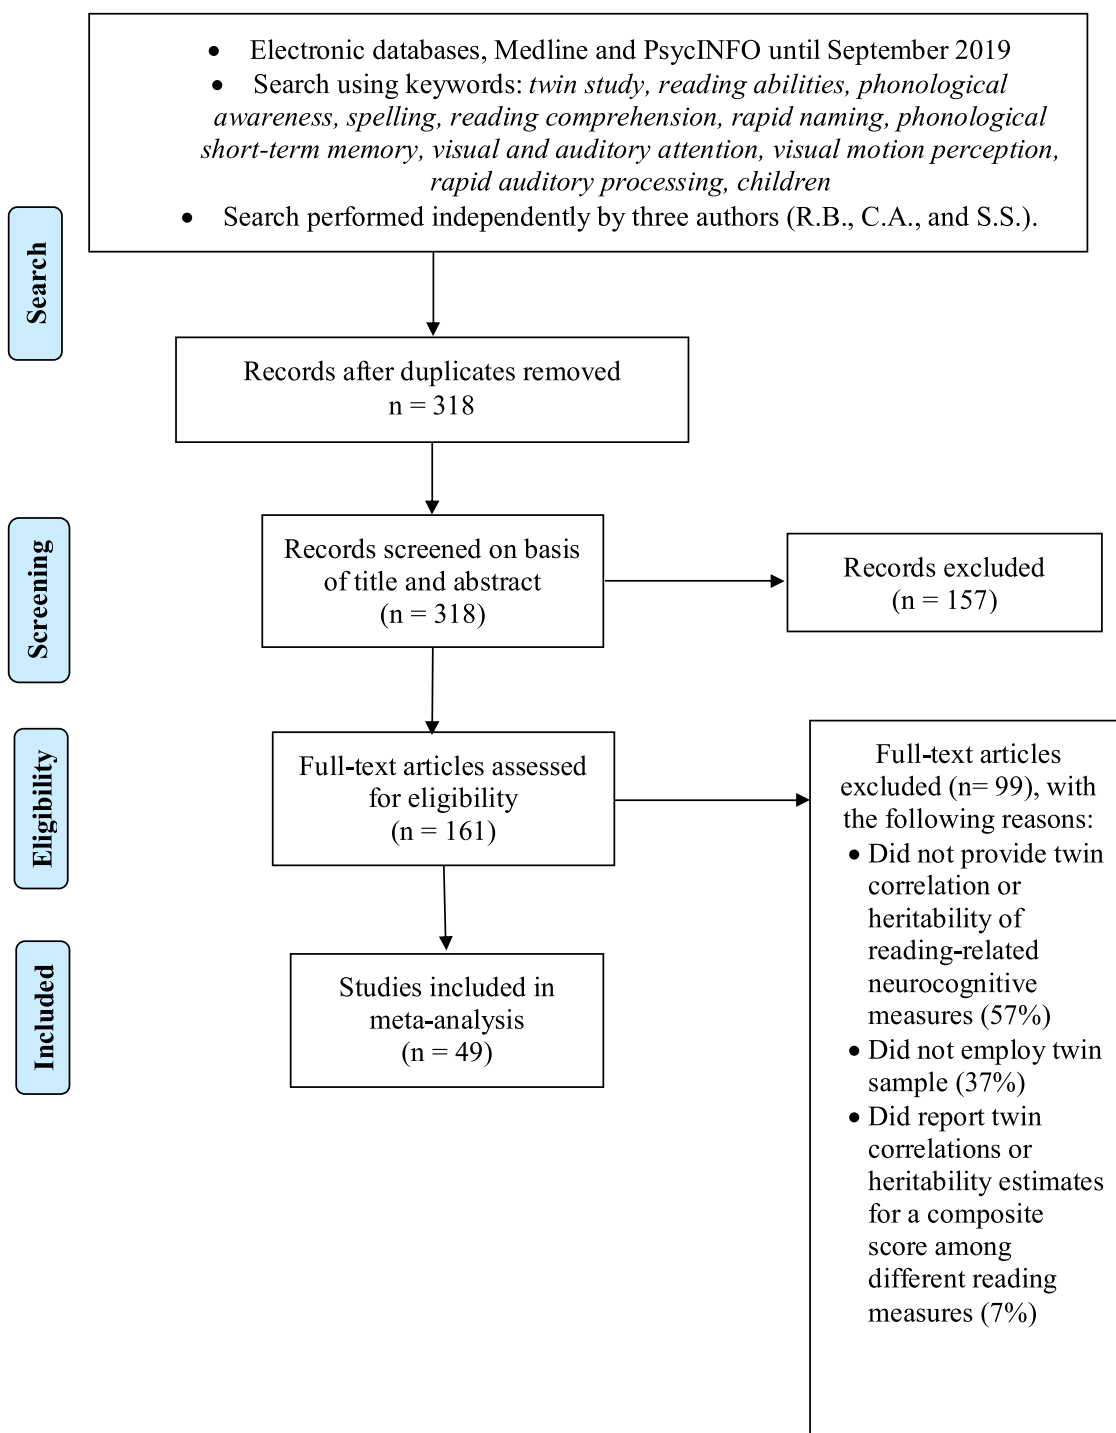 • Electronic databases, Medline and PsycINFO until September 2019
• Search using keywords: twin study, reading abilities, phonological
awareness, spelling, reading comprehension, rapid naming, phonological
short-term memory, visual and auditory attention, visual motion perception,
rapid auditory processing, children
• Search performed independently by three authors (R.B., C.A., and S.S.).
Search
Records after duplicates removed
n = 318
Screening
Records screened on basis
of title and abstract
(n = 318)
Records excluded
(n = 157)
Eligibility
Full-text articles assessed
for eligibility
(n = 161)
Full-text articles
excluded (n= 99), with
the following reasons:
• Did not provide twin
correlation or
heritability of
reading-related
neurocognitive
measures (57%)
• Did not employ twin
sample (37%)
• Did report twin
correlations or
heritability estimates
for a composite
score among
different reading
measures (7%)
Included
Studies included in
meta-analysis
(n = 49)